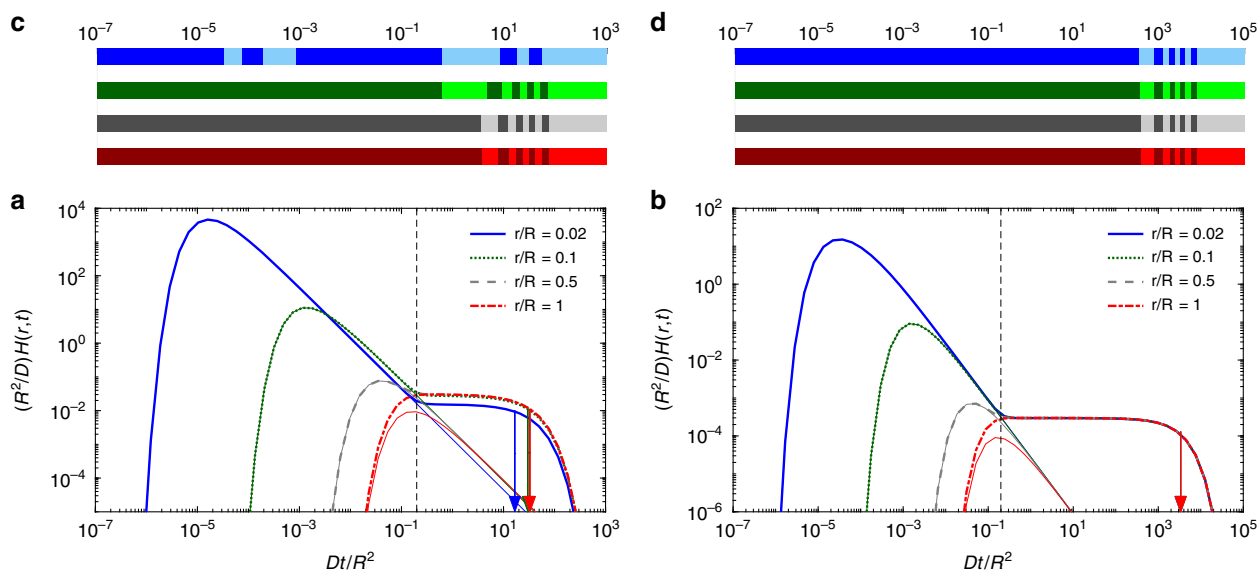 c
10⁻⁷ 10⁻⁵ 10⁻³ 10⁻¹ 10¹ 10³
d
10⁻⁷ 10⁻⁵ 10⁻³ 10⁻¹ 10¹ 10³ 10⁵
a
10⁴
10²
10⁰
10⁻²
10⁻⁴
(R²/D)H(r,t)
r/R = 0.02
r/R = 0.1
r/R = 0.5
r/R = 1
10⁻⁷ 10⁻⁵ 10⁻³ 10⁻¹ 10¹ 10³
Dt/R²
b
10²
10⁰
10⁻²
10⁻⁴
10⁻⁶
(R²/D)H(r,t)
r/R = 0.02
r/R = 0.1
r/R = 0.5
r/R = 1
10⁻⁷ 10⁻⁵ 10⁻³ 10⁻¹ 10¹ 10³ 10⁵
Dt/R²